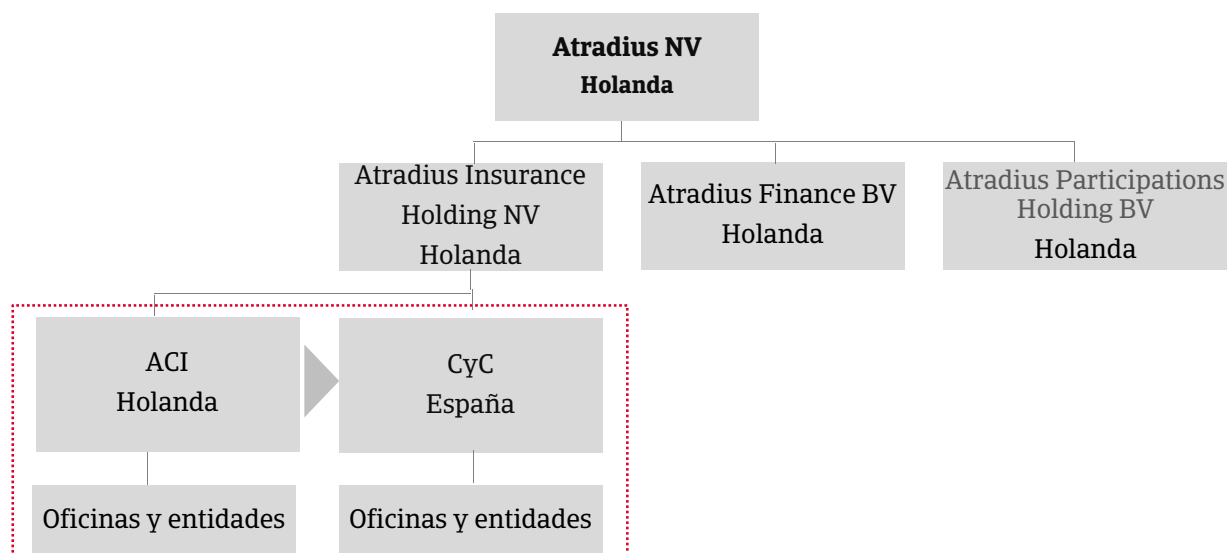 Atradius NV
Holanda
Atradius Insurance
Holding NV
Holanda
Atradius Finance BV
Holanda
Atradius Participations
Holding BV
Holanda
ACI
Holanda
CyC
España
Oficinas y entidades
Oficinas y entidades